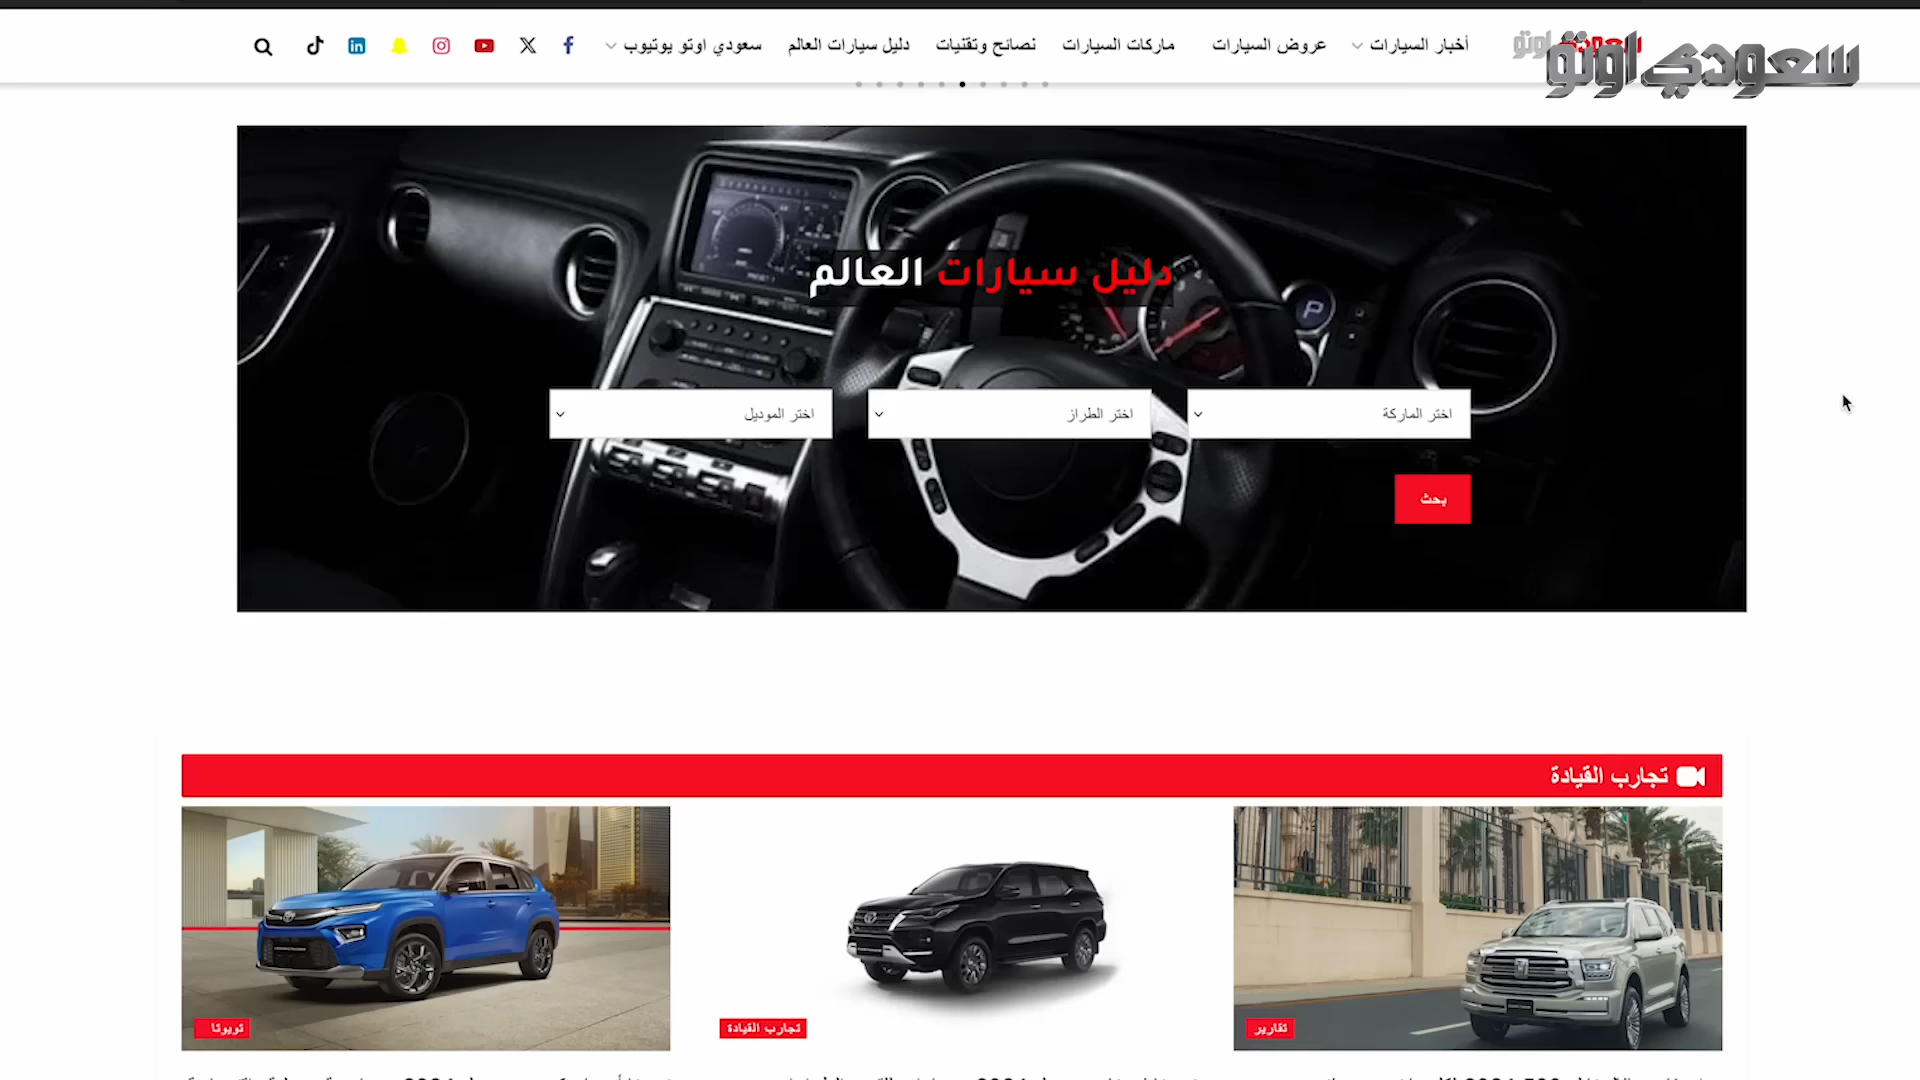 سعودي اوتو
أخبار السيارات
عروض السيارات
ماركات السيارات
نصائح وتقنيات
دليل سيارات العالم
سعودي اوتو يوتيوب
دليل سيارات العالم
اختر الماركة
اختر الطراز
اختر الموديل
بحث
P
تجارب القيادة
تقارير
تجارب القيادة
تويوتا